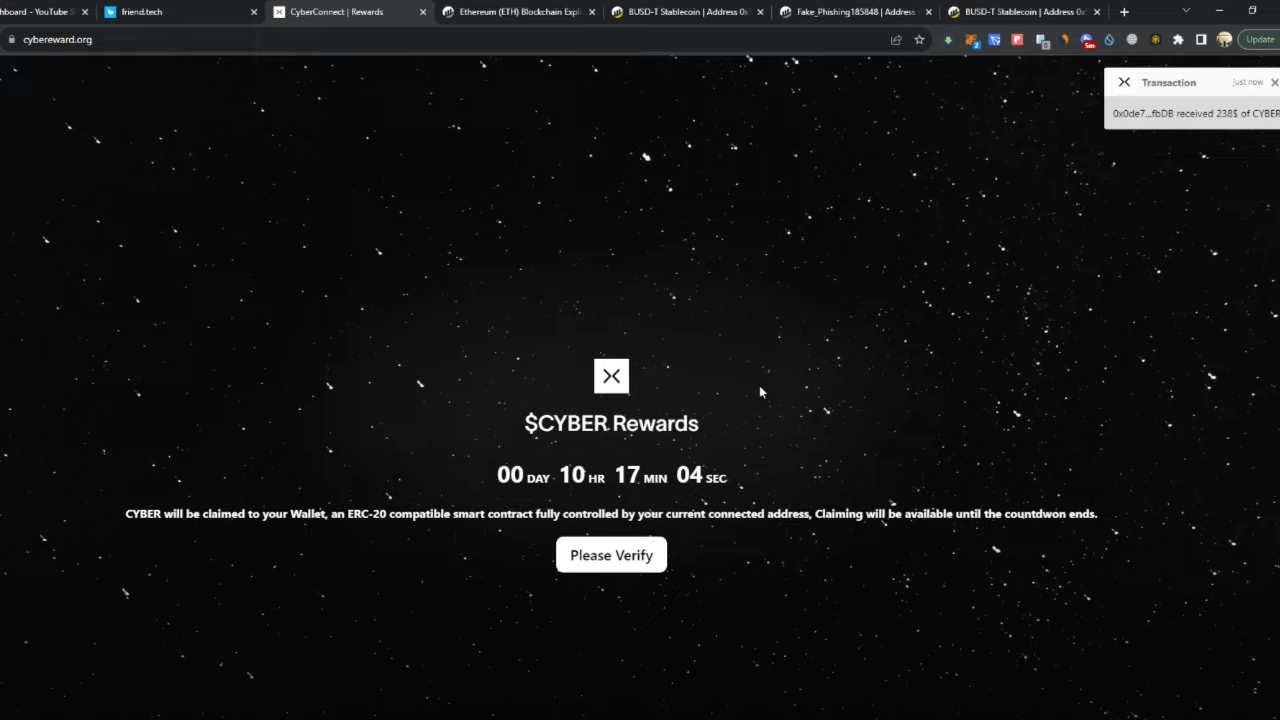 hboard - YouTube S
friend.tech
CyberConnect | Rewards
Ethereum (ETH) Blockchain Expl
BUSD-T Stablecoin | Address 0x
Fake_Phishing185848 | Address
BUSD-T Stablecoin | Address 0x
cybereward.org
Update
Transaction
Just now
0x0de7...fbDB received 238$ of CYBER
$CYBER Rewards
00 DAY 10 HR 17 MIN 04 SEC
CYBER will be claimed to your Wallet, an ERC-20 compatible smart contract fully controlled by your current connected address, Claiming will be available until the countdwon ends.
Please Verify